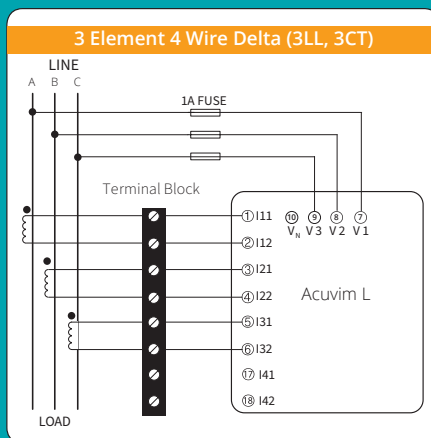 3 Element 4 Wire Delta (3LL, 3CT)
LINE
A B C
1A FUSE
Terminal Block
① I11
② I12
③ I21
④ I22
⑤ I31
⑥ I32
⑰ I41
⑱ I42
⑩ ⑨ ⑧ ⑦
VN V3 V2 V1
Acuvim L
LOAD